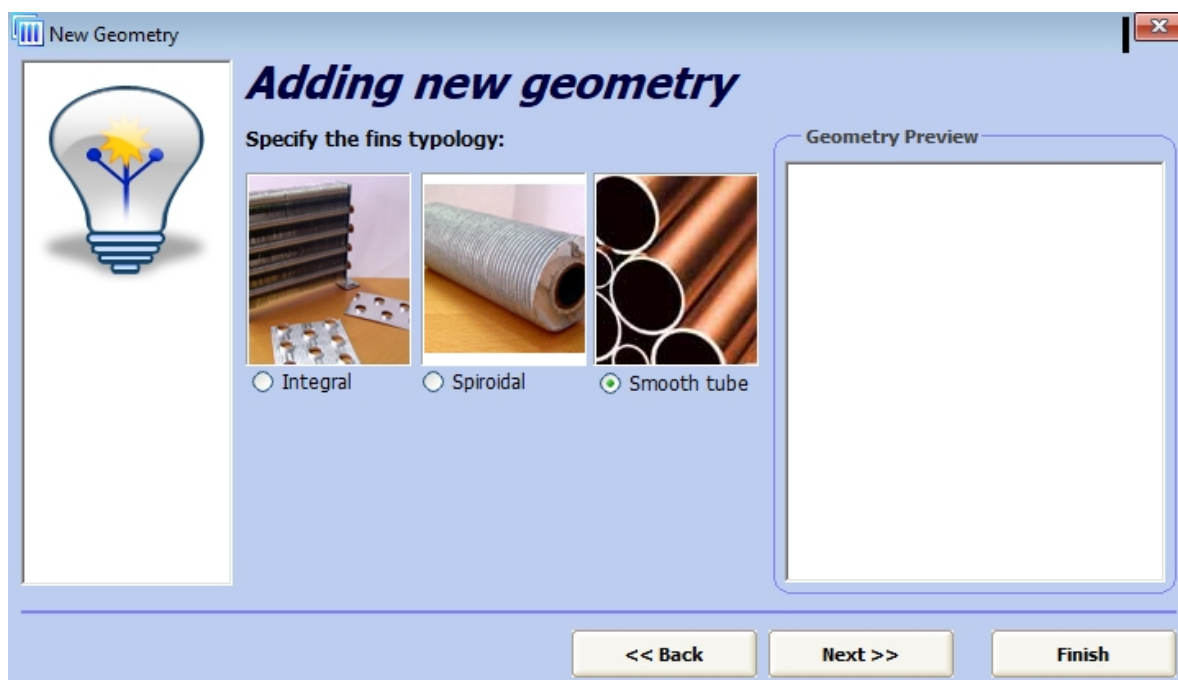 New Geometry
Adding new geometry
Specify the fins typology:
Geometry Preview
Integral
Spiroidal
Smooth tube
<< Back
Next >>
Finish